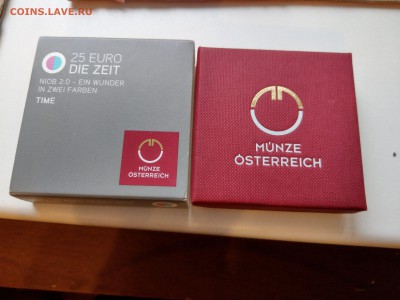 COINS.LAVE.RU
25 EURO
DIE ZEIT
NIOB 2.0 – EIN WUNDER
IN ZWEI FARBEN
TIME
MÜNZE
ÖSTERREICH
MÜNZE
ÖSTERREICH